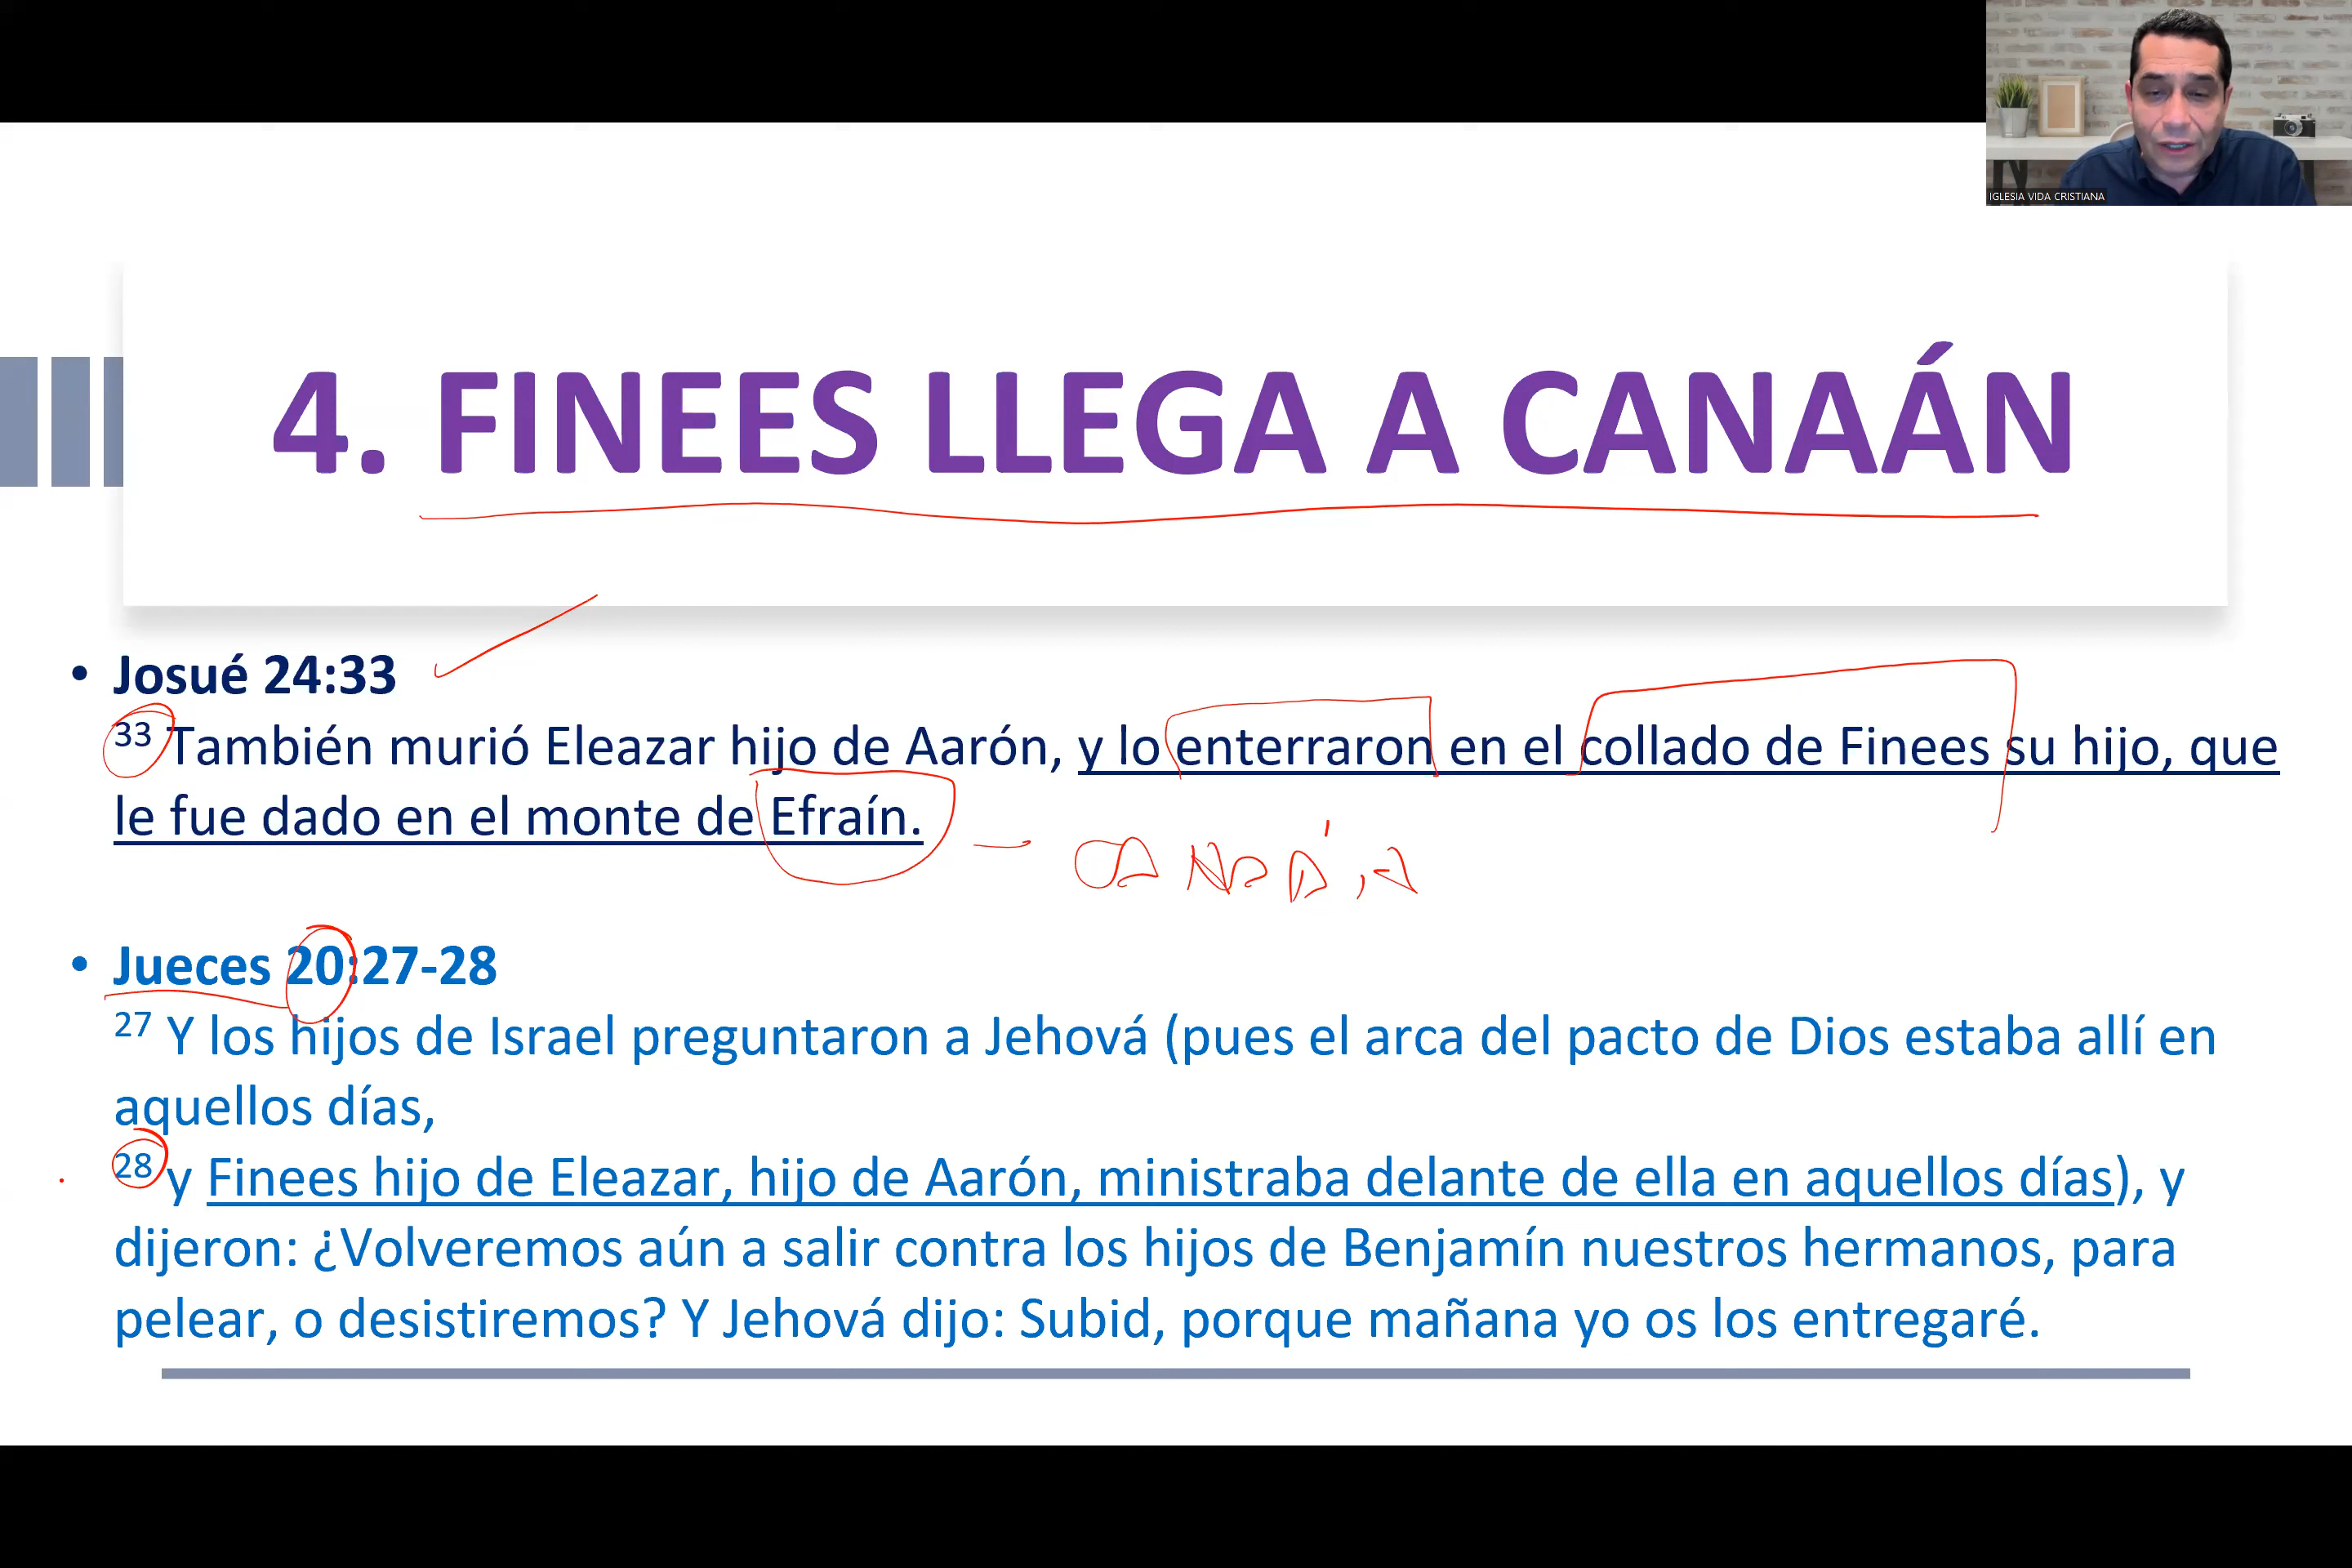 IGLESIA VIDA CRISTIANA
4. FINEES LLEGA A CANAÁN
• Josué 24:33
33 También murió Eleazar hijo de Aarón, y lo enterraron en el collado de Finees su hijo, que
le fue dado en el monte de Efraín.
• Jueces 20:27-28
27 Y los hijos de Israel preguntaron a Jehová (pues el arca del pacto de Dios estaba allí en
aquellos días,
28 y Finees hijo de Eleazar, hijo de Aarón, ministraba delante de ella en aquellos días), y
dijeron: ¿Volveremos aún a salir contra los hijos de Benjamín nuestros hermanos, para
pelear, o desistiremos? Y Jehová dijo: Subid, porque mañana yo os los entregaré.